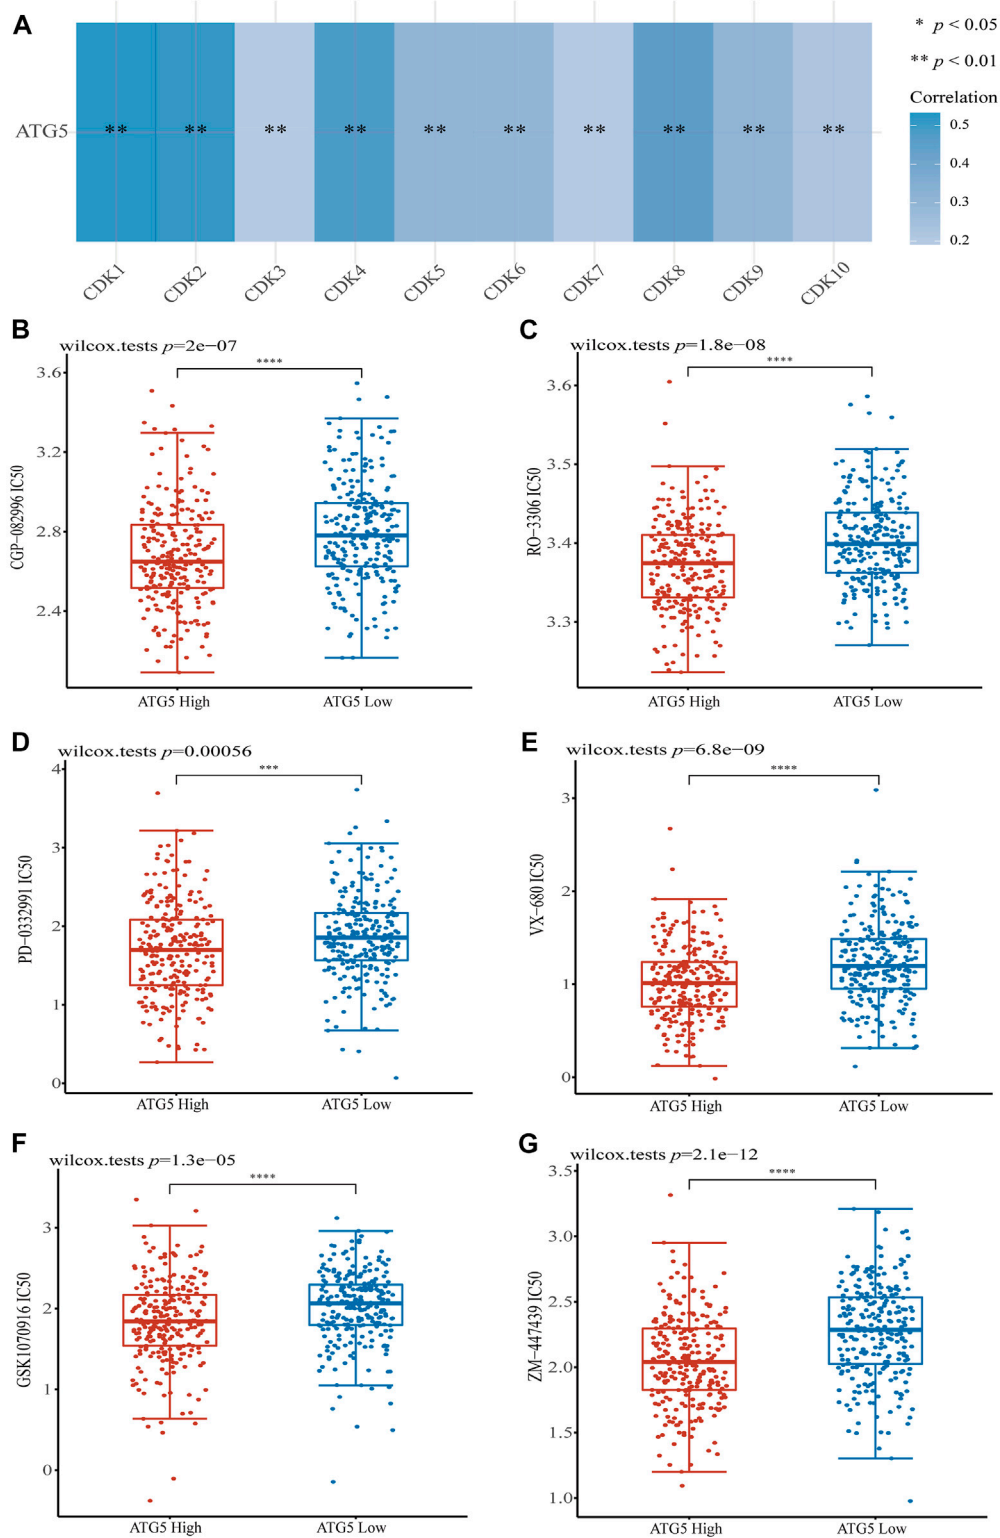 A
* p < 0.05
** p < 0.01
Correlation
0.5
0.4
0.3
0.2
ATG5
** ** ** ** ** ** ** ** ** **
CDK1 CDK2 CDK3 CDK4 CDK5 CDK6 CDK7 CDK8 CDK9 CDK10
B
wilcox.tests p=2e−07
****
3.6
3.2
2.8
2.4
CGP−082996 IC50
ATG5 High ATG5 Low
C
wilcox.tests p=1.8e−08
****
3.6
3.5
3.4
3.3
RO−3306 IC50
ATG5 High ATG5 Low
D
wilcox.tests p=0.00056
***
4
3
2
1
0
PD−0332991 IC50
ATG5 High ATG5 Low
E
wilcox.tests p=6.8e−09
****
3
2
1
0
VX−680 IC50
ATG5 High ATG5 Low
F
wilcox.tests p=1.3e−05
****
3
2
1
0
GSK1070916 IC50
ATG5 High ATG5 Low
G
wilcox.tests p=2.1e−12
****
3.5
3.0
2.5
2.0
1.5
1.0
ZM−447439 IC50
ATG5 High ATG5 Low